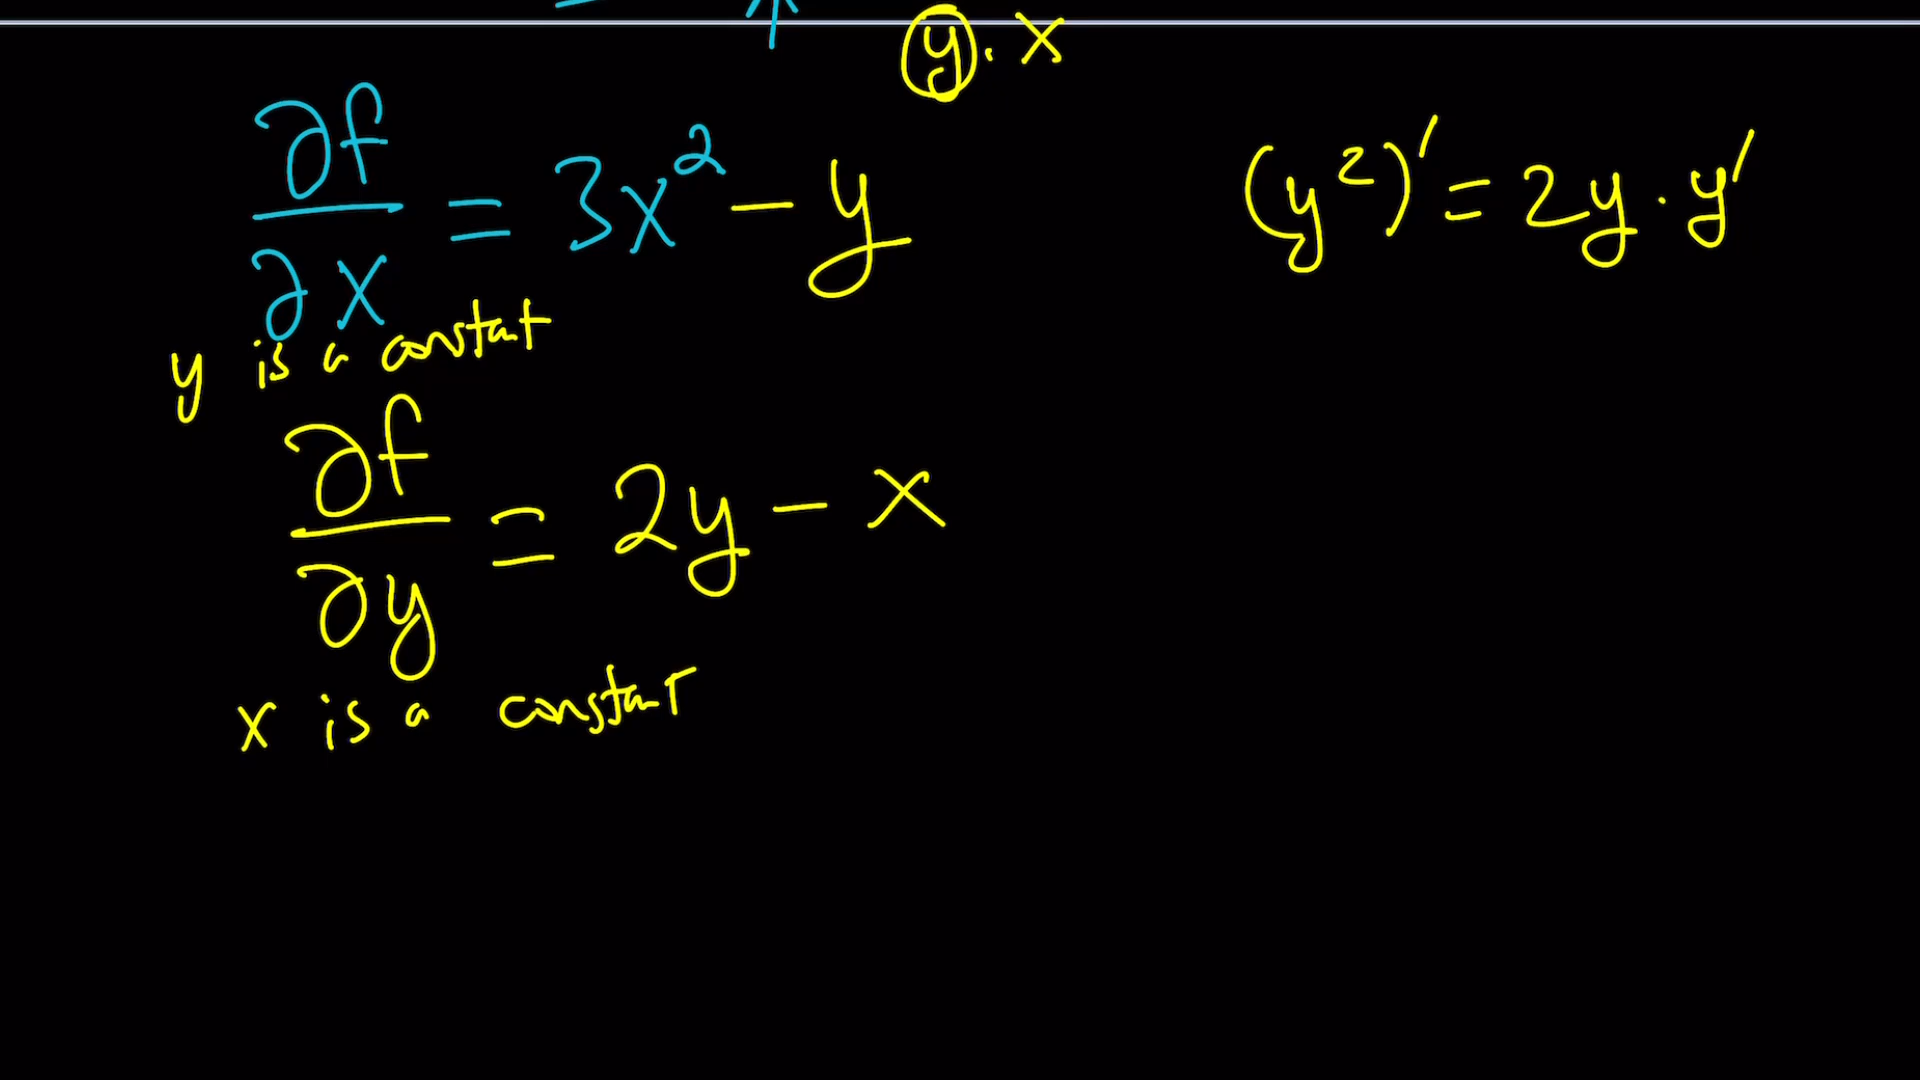 y · x
∂f/∂x = 3x² - y
(y²)' = 2y · y'
y is a constant
∂f/∂y = 2y - x
x is a constant